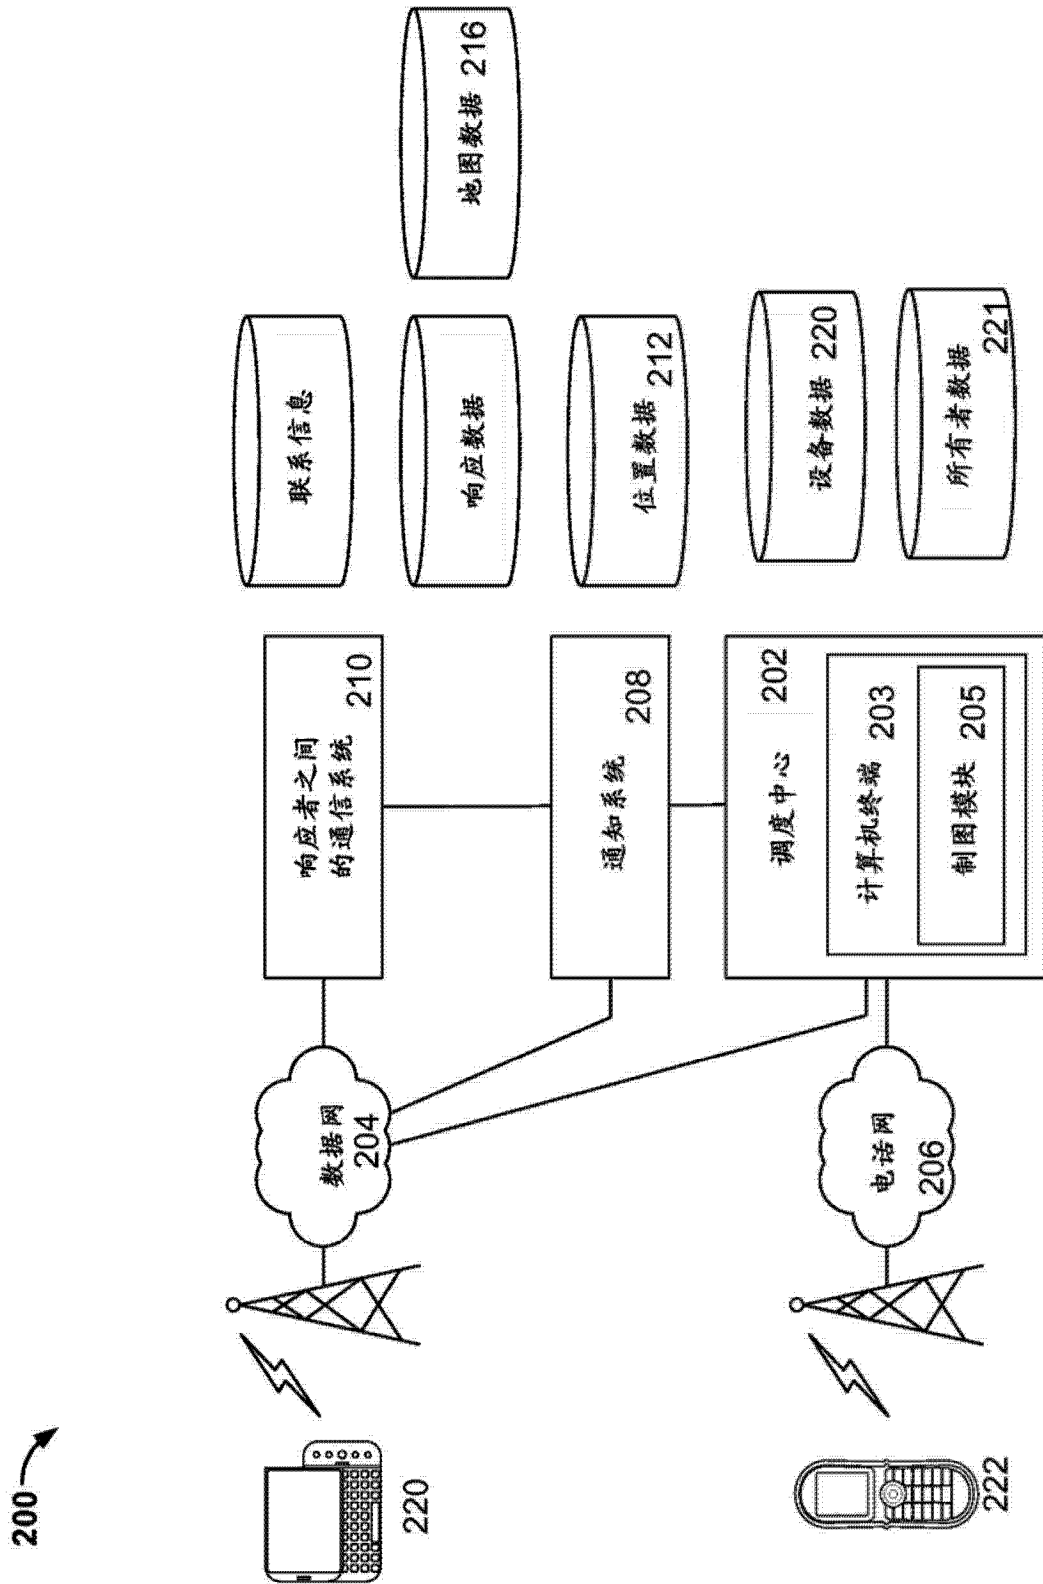 200
220
222
数据网
204
电话网
206
响应者之间
的通信系统
210
通知系统
208
调度中心
202
计算机终端
203
制图模块
205
联系信息
响应数据
位置数据
212
设备数据 220
所有者数据
221
地图数据 216